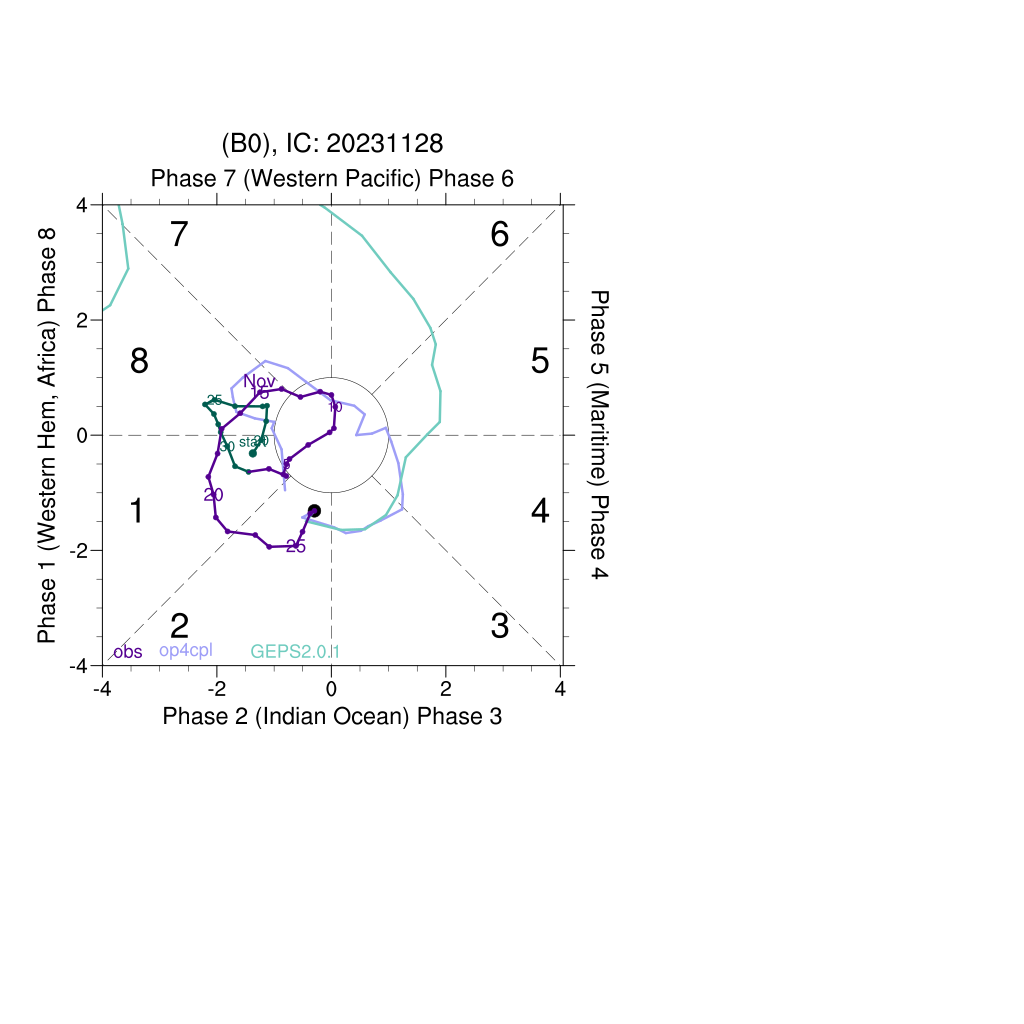 (B0), IC: 20231128
Phase 7 (Western Pacific) Phase 6
4
7
6
Phase 1 (Western Hem, Africa) Phase 8
Phase 5 (Maritime) Phase 4
2
8
5
Nov
15
25
10
0
start
30
20
5
20
1
4
-2
25
2
3
obs op4cpl GEPS2.0.1
-4
-4 -2 0 2 4
Phase 2 (Indian Ocean) Phase 3